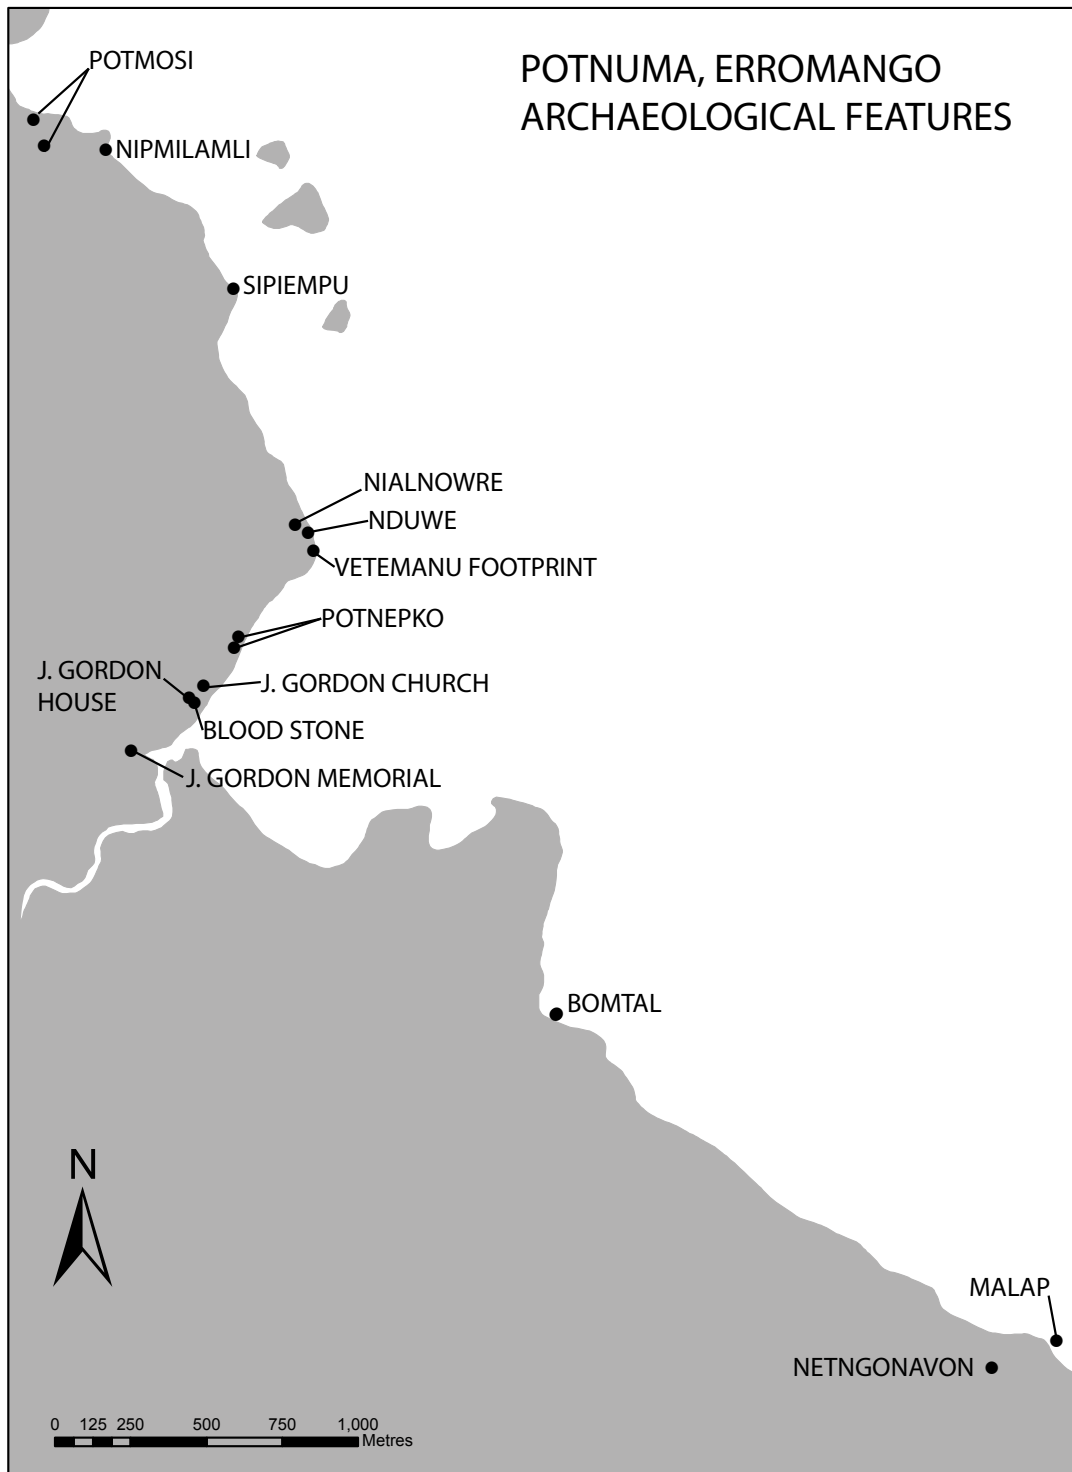 POTNUMA, ERROMANGO
ARCHAEOLOGICAL FEATURES
POTMOSI
NIPMILAMLI
SIPIEMPU
NIALNOWRE
NDUWE
VETEMANU FOOTPRINT
POTNEPKO
J. GORDON
HOUSE
J. GORDON CHURCH
BLOOD STONE
J. GORDON MEMORIAL
BOMTAL
N
MALAP
NETNGONAVON
0 125 250 500 750 1,000
Metres